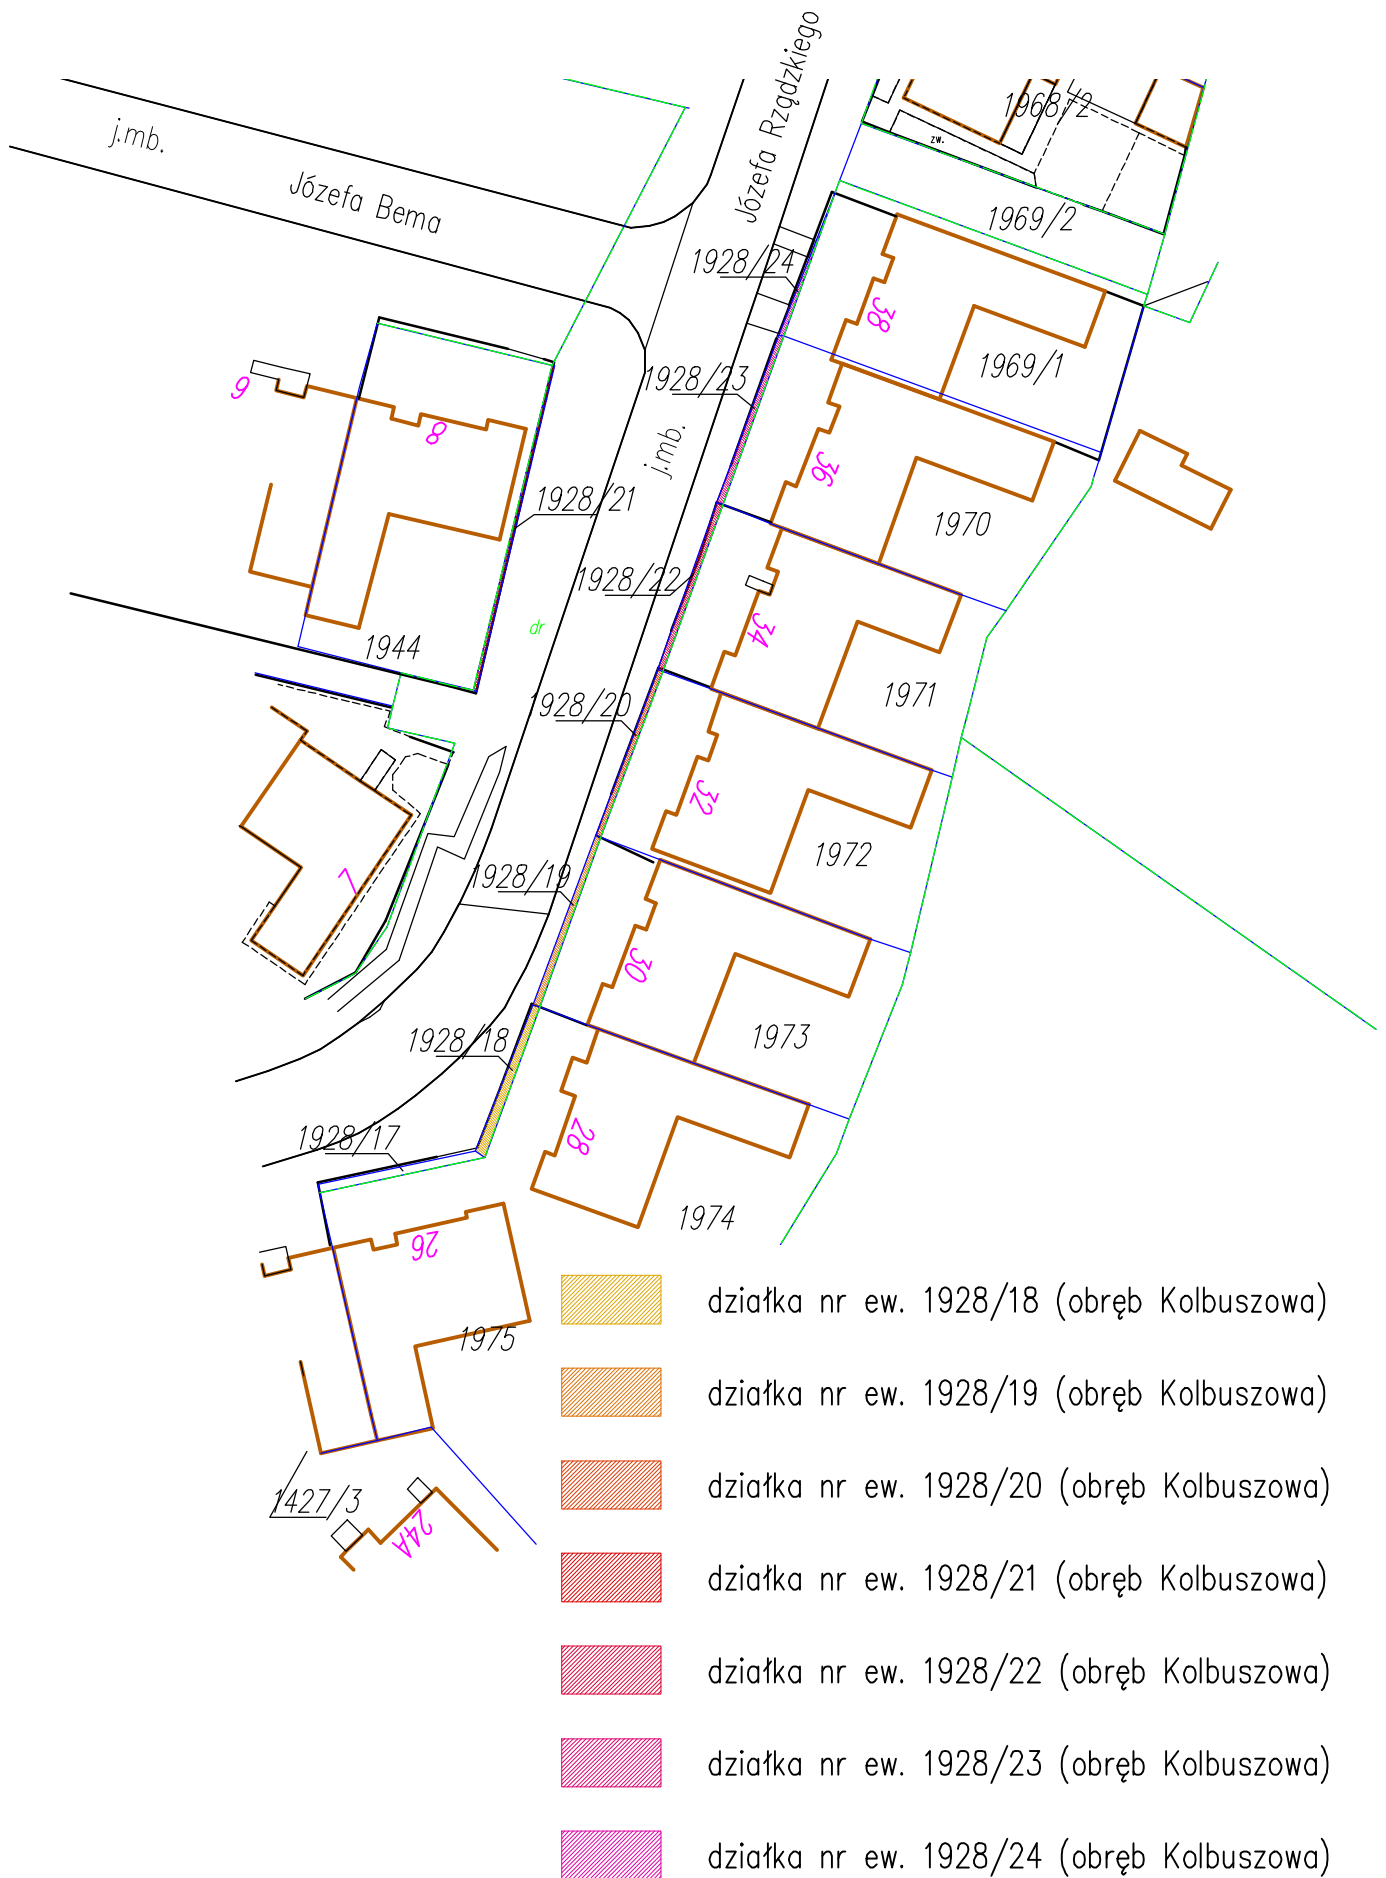 Józefa Rządzkiego
1968/2
zw.
j.mb.
Józefa Bema
1969/2
1928/24
38
1969/1
1928/23
9
8
j.mb.
36
1928/21
1970
1928/22
dr
34
1944
1971
1928/20
32
1972
7
1928/19
30
1973
1928/18
28
1928/17
1974
26
1975
1427/3
24A
działka nr ew. 1928/18 (obręb Kolbuszowa)
działka nr ew. 1928/19 (obręb Kolbuszowa)
działka nr ew. 1928/20 (obręb Kolbuszowa)
działka nr ew. 1928/21 (obręb Kolbuszowa)
działka nr ew. 1928/22 (obręb Kolbuszowa)
działka nr ew. 1928/23 (obręb Kolbuszowa)
działka nr ew. 1928/24 (obręb Kolbuszowa)